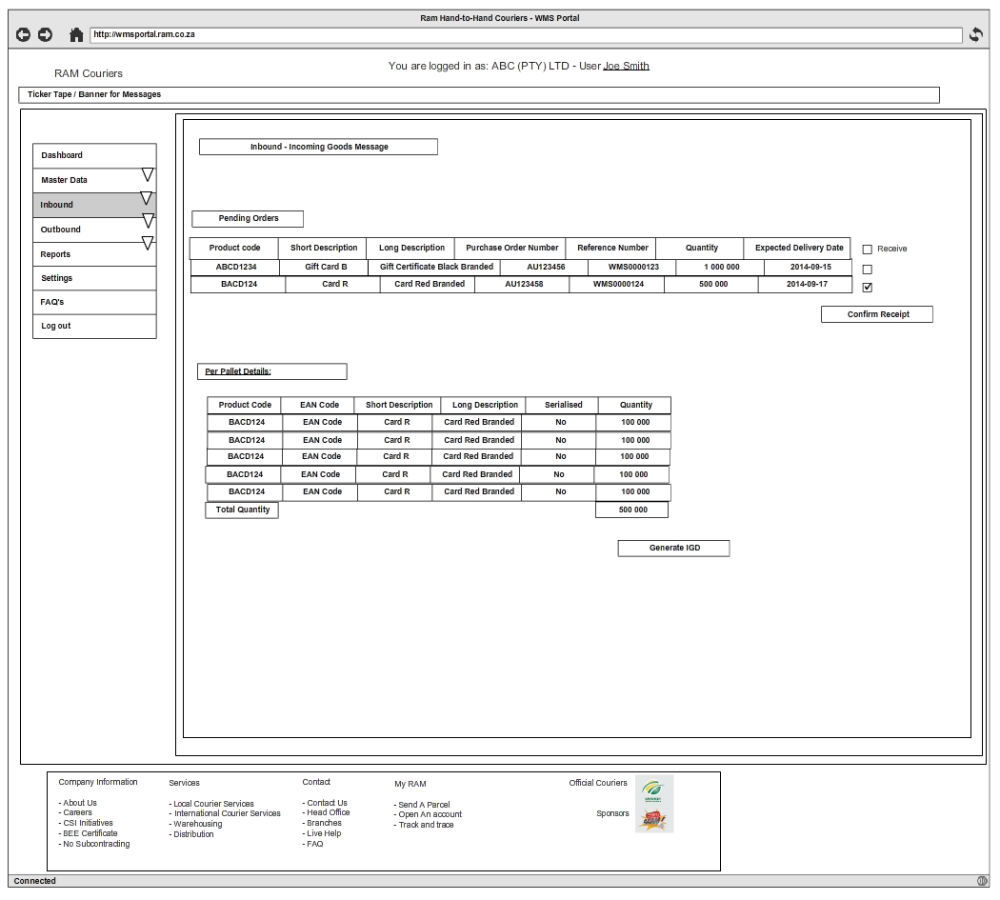 Ram Hand-to-Hand Couriers - WMS Portal
http://wmsportal.ram.co.za
You are logged in as: ABC (PTY) LTD - User Joe Smith
RAM Couriers
Ticker Tape / Banner for Messages
Dashboard
Master Data
Inbound
Outbound
Reports
Settings
FAQ's
Log out
Inbound - Incoming Goods Message
Pending Orders
Product code Short Description Long Description Purchase Order Number Reference Number Quantity Expected Delivery Date Receive
ABCD1234 Gift Card B Gift Certificate Black Branded AU123456 WMS0000123 1 000 000 2014-09-15
BACD124 Card R Card Red Branded AU123458 WMS0000124 500 000 2014-09-17
Confirm Receipt
Per Pallet Details:
Product Code EAN Code Short Description Long Description Serialised Quantity
BACD124 EAN Code Card R Card Red Branded No 100 000
BACD124 EAN Code Card R Card Red Branded No 100 000
BACD124 EAN Code Card R Card Red Branded No 100 000
BACD124 EAN Code Card R Card Red Branded No 100 000
BACD124 EAN Code Card R Card Red Branded No 100 000
Total Quantity 500 000
Generate IGD
Company Information
- About Us
- Careers
- CSI Initiatives
- BEE Certificate
- No Subcontracting
Services
- Local Courier Services
- International Courier Services
- Warehousing
- Distribution
Contact
- Contact Us
- Head Office
- Branches
- Live Help
- FAQ
My RAM
- Send A Parcel
- Open An account
- Track and trace
Official Couriers
Sponsors
Connected